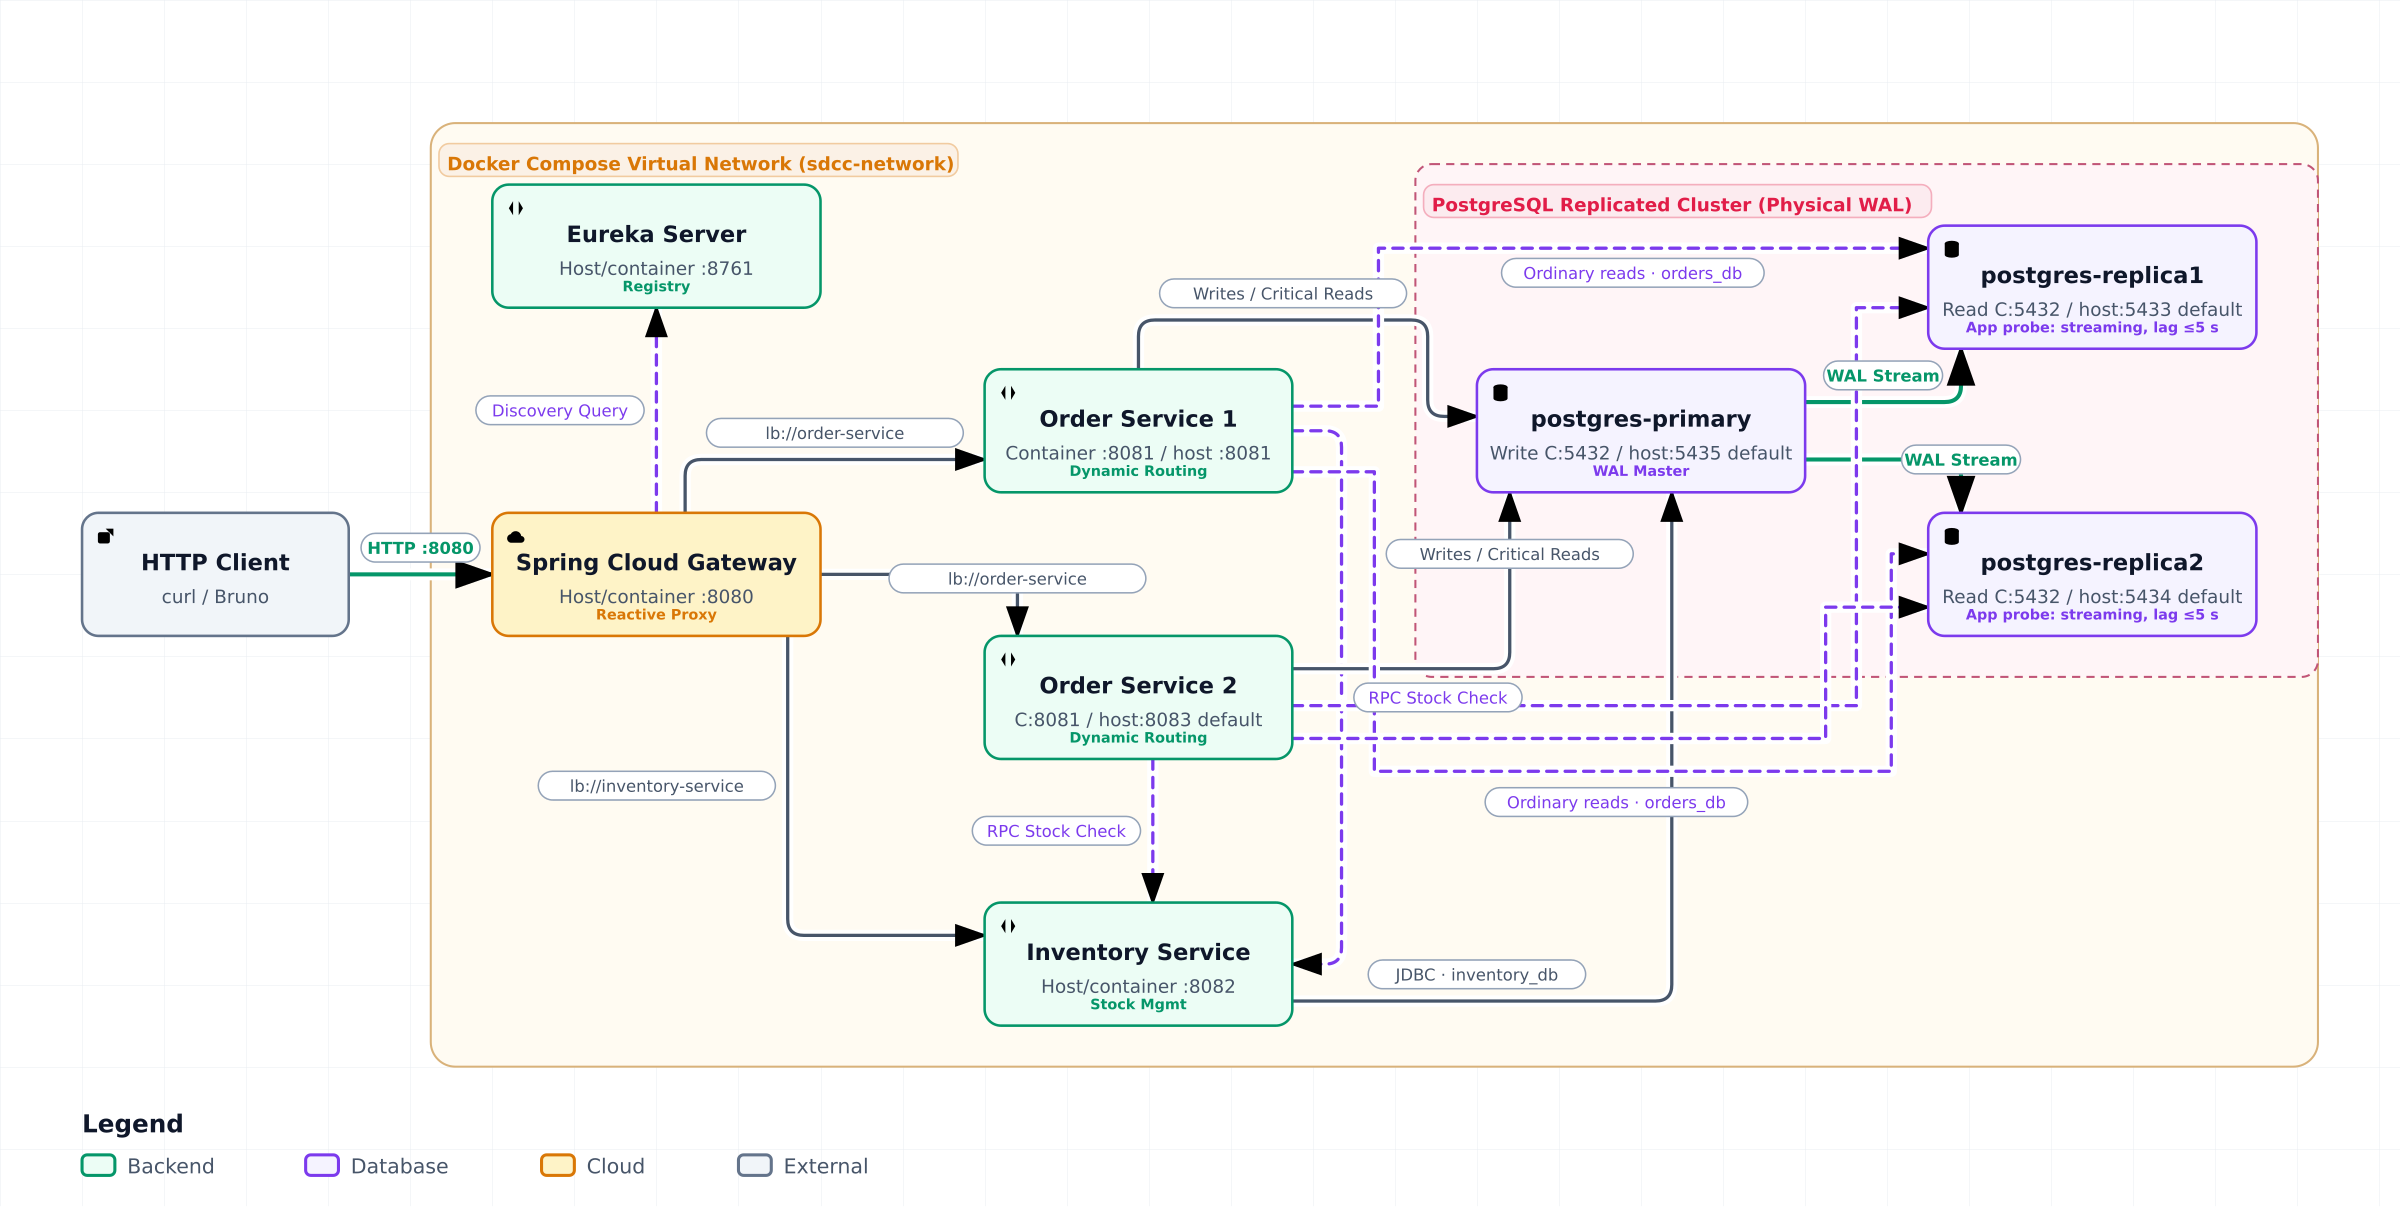 Docker Compose Virtual Network (sdcc-network)
PostgreSQL Replicated Cluster (Physical WAL)
Eureka Server
Host/container :8761
Registry
Ordinary reads · orders_db
postgres-replica1
Read C:5432 / host:5433 default
App probe: streaming, lag ≤5 s
Writes / Critical Reads
WAL Stream
Discovery Query
lb://order-service
Order Service 1
Container :8081 / host :8081
Dynamic Routing
postgres-primary
Write C:5432 / host:5435 default
WAL Master
WAL Stream
HTTP Client
curl / Bruno
HTTP :8080
Spring Cloud Gateway
Host/container :8080
Reactive Proxy
lb://order-service
Writes / Critical Reads
postgres-replica2
Read C:5432 / host:5434 default
App probe: streaming, lag ≤5 s
Order Service 2
C:8081 / host:8083 default
Dynamic Routing
RPC Stock Check
lb://inventory-service
Ordinary reads · orders_db
RPC Stock Check
Inventory Service
Host/container :8082
Stock Mgmt
JDBC · inventory_db
Legend
Backend
Database
Cloud
External